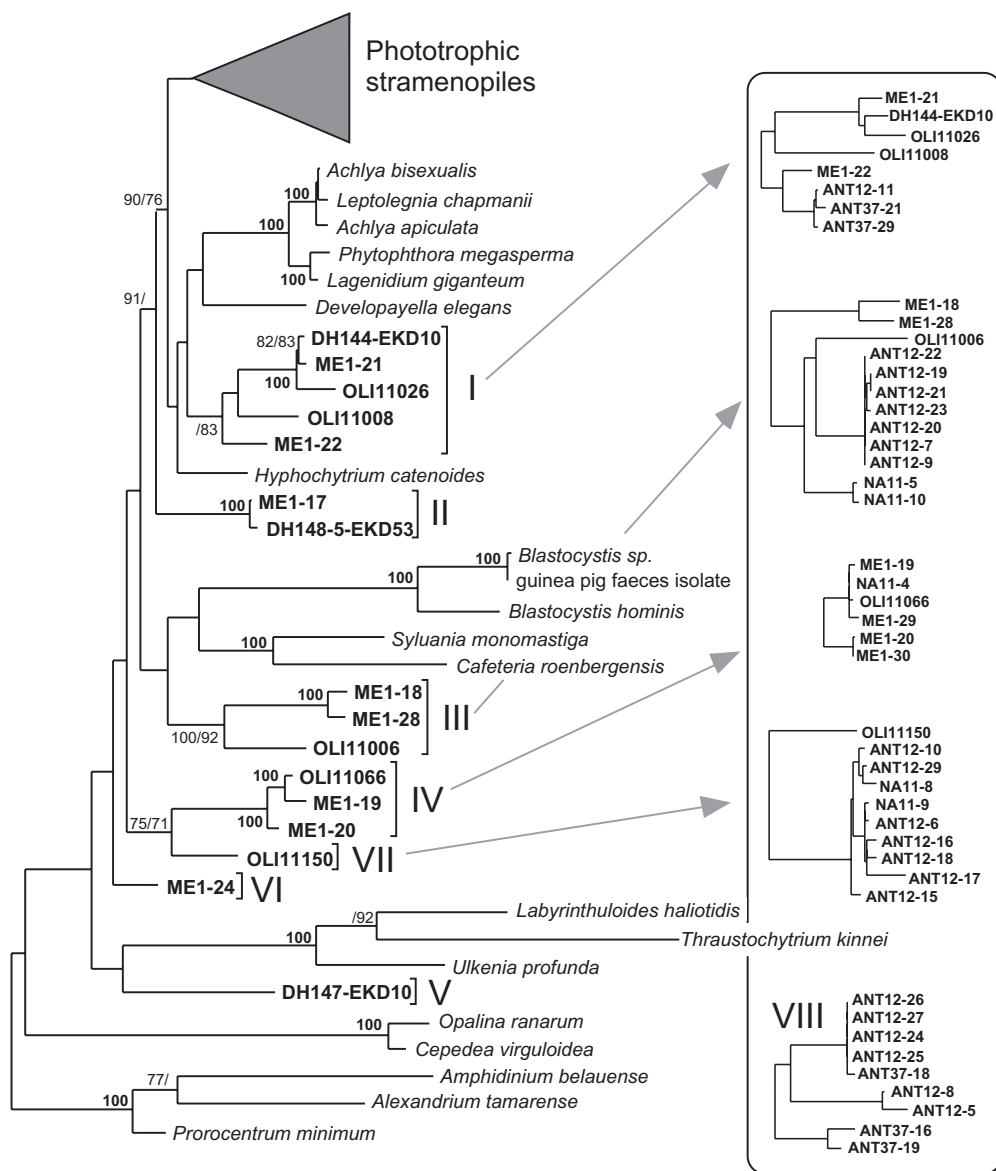 Phototrophic
stramenopiles
90/76
Achlya bisexualis
100
Leptolegnia chapmanii
100
Achlya apiculata
Phytophthora megasperma
100
Lagenidium giganteum
91/
Developayella elegans
82/83
DH144-EKD10
ME1-21
100
OLI11026
I
OLI11008
/83
ME1-22
Hyphochytrium catenoides
100
ME1-17
II
DH148-5-EKD53
100
Blastocystis sp.
100
guinea pig faeces isolate
Blastocystis hominis
Syluania monomastiga
100
Cafeteria roenbergensis
100
ME1-18
ME1-28
III
100/92
OLI11006
100
OLI11066
ME1-19
IV
100
ME1-20
75/71
OLI11150
VII
ME1-24
VI
/92
Labyrinthuloides haliotidis
100
Thraustochytrium kinnei
Ulkenia profunda
DH147-EKD10
V
100
Opalina ranarum
Cepedea virguloidea
77/
Amphidinium belauense
100
Alexandrium tamarense
Prorocentrum minimum
ME1-21
DH144-EKD10
OLI11026
OLI11008
ME1-22
ANT12-11
ANT37-21
ANT37-29
ME1-18
ME1-28
OLI11006
ANT12-22
ANT12-19
ANT12-21
ANT12-23
ANT12-20
ANT12-7
ANT12-9
NA11-5
NA11-10
ME1-19
NA11-4
OLI11066
ME1-29
ME1-20
ME1-30
OLI11150
ANT12-10
ANT12-29
NA11-8
NA11-9
ANT12-6
ANT12-16
ANT12-18
ANT12-17
ANT12-15
VIII
ANT12-26
ANT12-27
ANT12-24
ANT12-25
ANT37-18
ANT12-8
ANT12-5
ANT37-16
ANT37-19